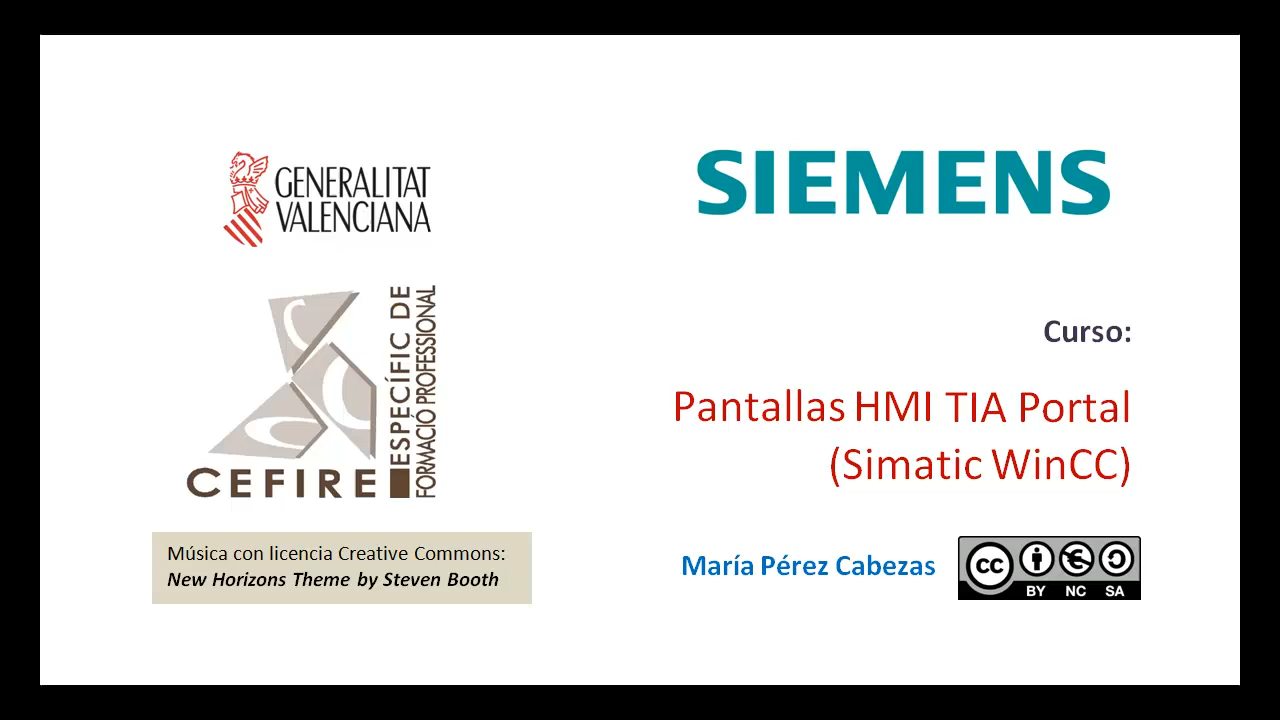 GENERALITAT
VALENCIANA
CEFIRE
ESPECÍFIC DE
FORMACIÓ PROFESSIONAL
Música con licencia Creative Commons:
New Horizons Theme by Steven Booth
SIEMENS
Curso:
Pantallas HMI TIA Portal
(Simatic WinCC)
María Pérez Cabezas
cc
BY NC SA